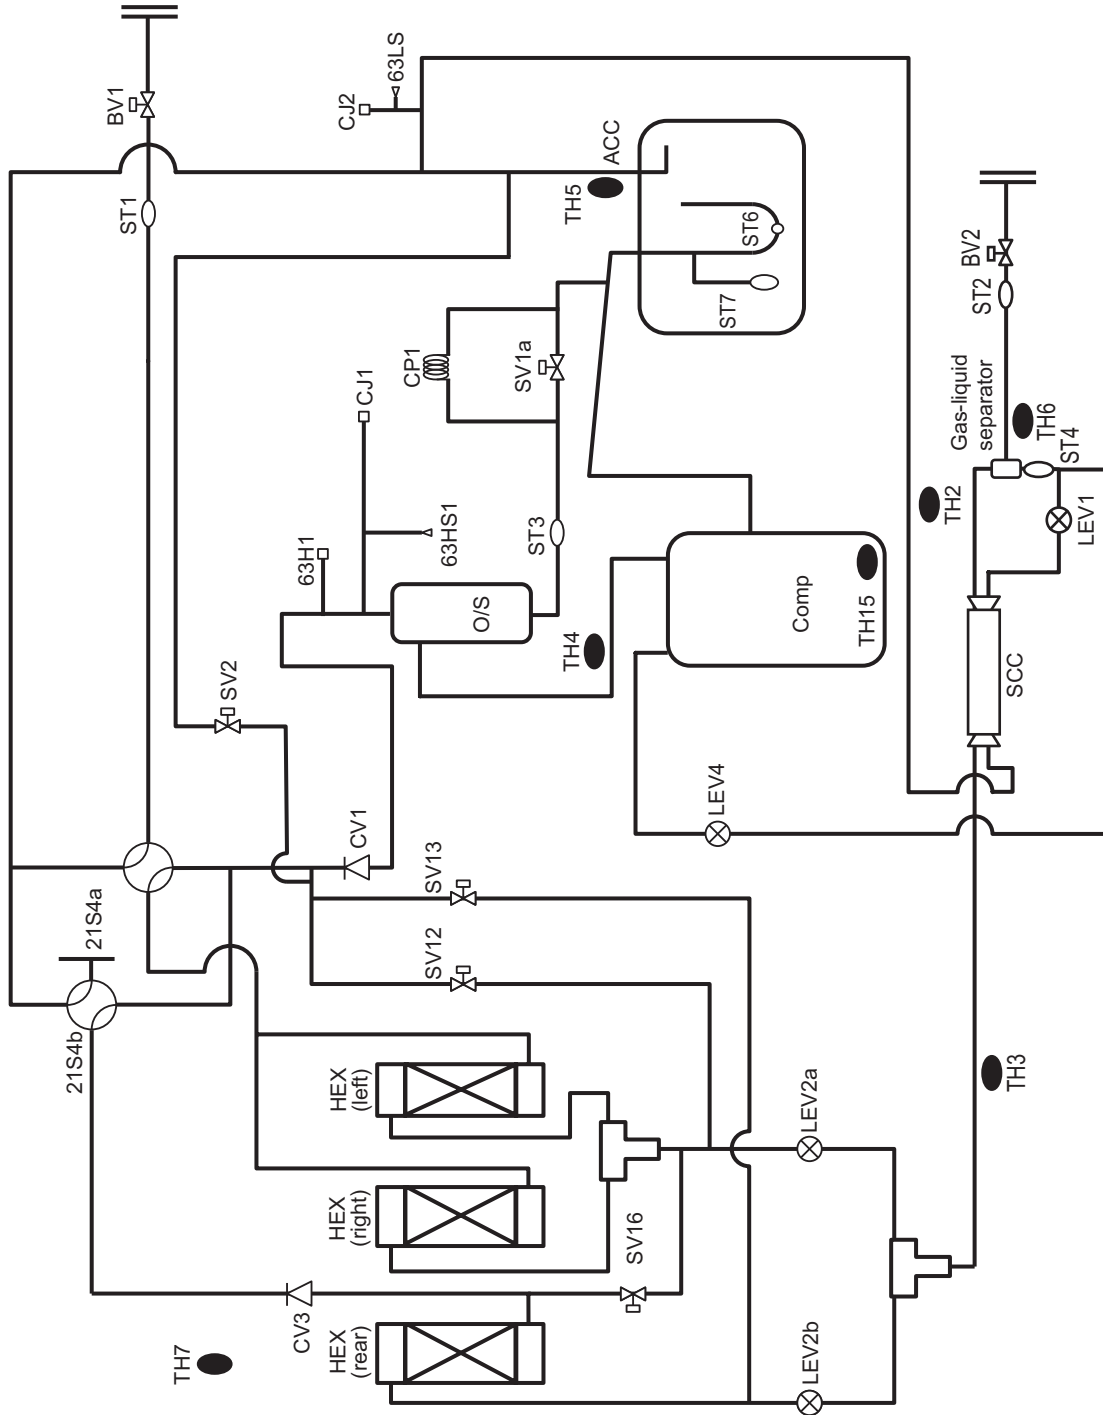 BV1
ST1
CJ2
63LS
TH5
ACC
ST6
ST7
BV2
ST2
CP1
SV1a
CJ1
Gas-liquid
separator
TH6
ST4
TH2
LEV1
63H1
63HS1
ST3
O/S
Comp
TH15
TH4
SCC
SV2
LEV4
CV1
SV13
SV12
21S4a
21S4b
HEX
(left)
LEV2a
TH3
HEX
(right)
SV16
CV3
HEX
(rear)
TH7
LEV2b